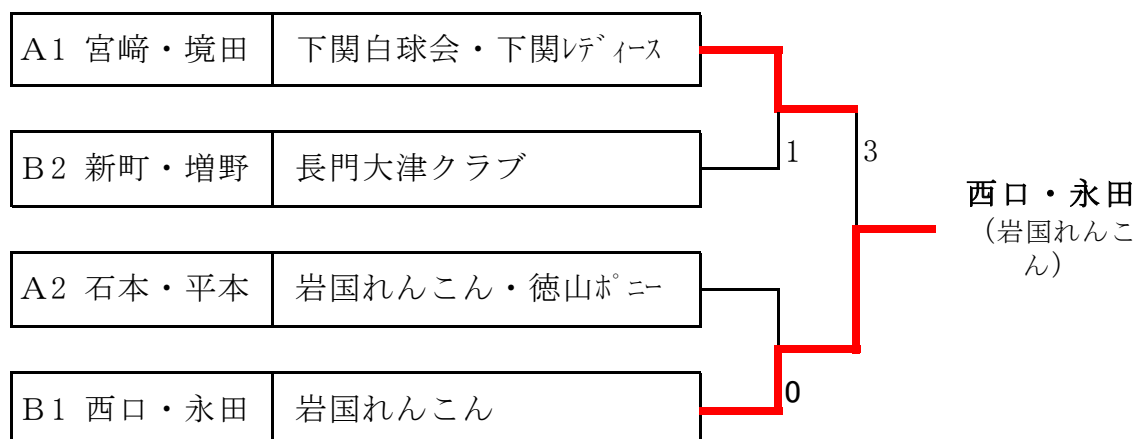 A1 宮﨑・境田 下関白球会・下関ﾚﾃﾞｨｰｽ
B2 新町・増野 長門大津クラブ
1
3
西口・永田
（岩国れんこ
ん）
A2 石本・平本 岩国れんこん・徳山ﾎﾟﾆｰ
B1 西口・永田 岩国れんこん
0